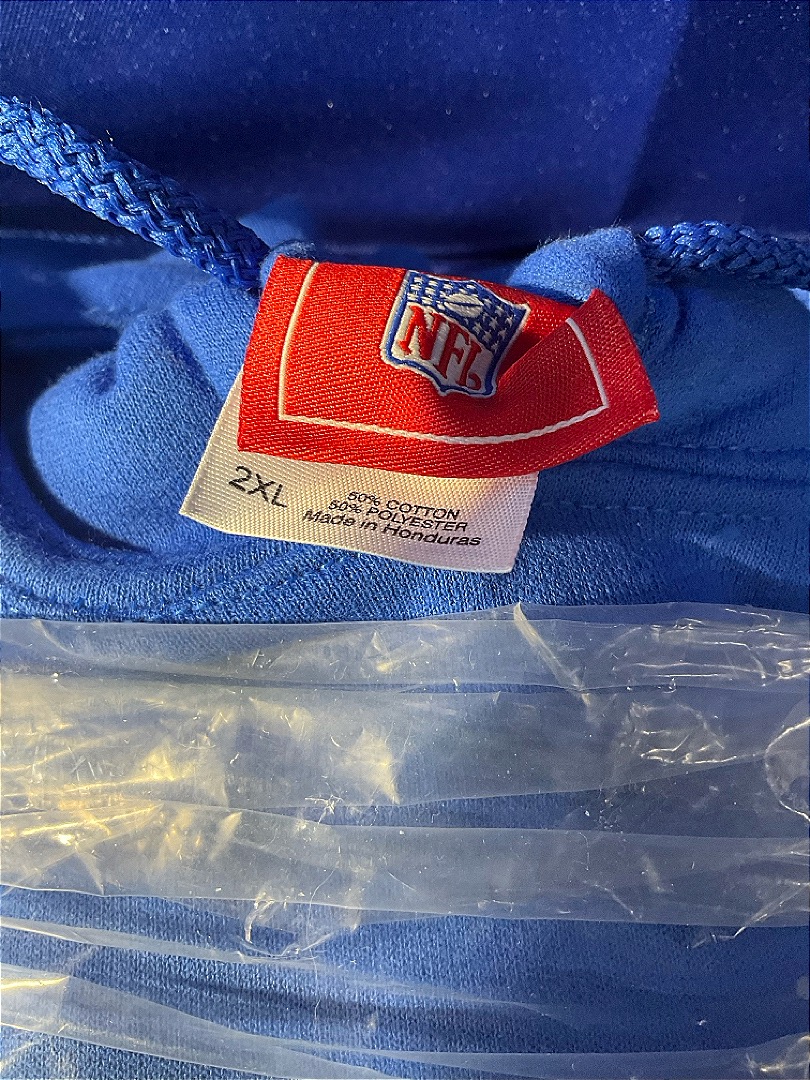 NFL
2XL
50% COTTON
50% POLYESTER
Made in Honduras